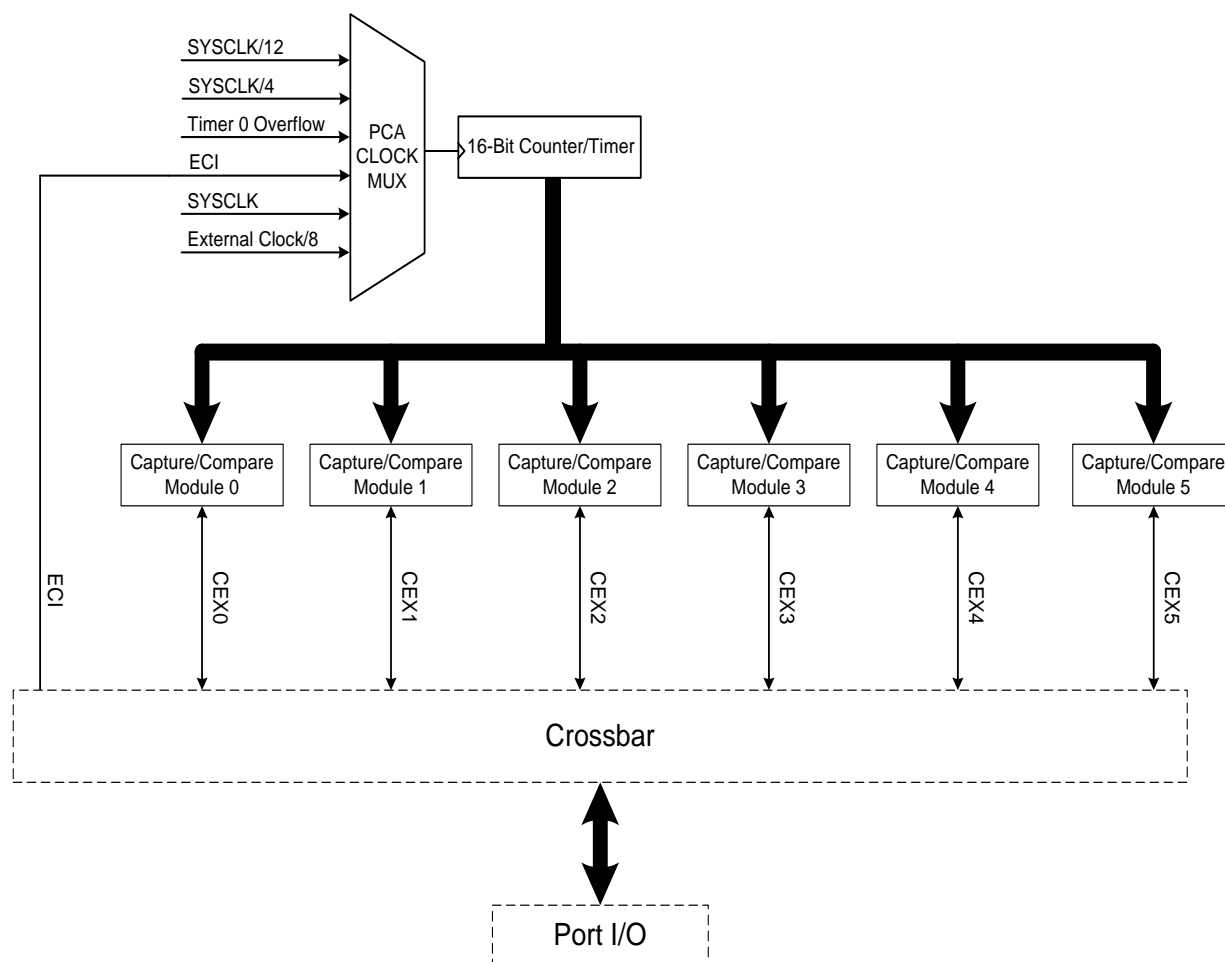 SYSCLK/12
SYSCLK/4
Timer 0 Overflow
ECI
SYSCLK
External Clock/8
PCA
CLOCK
MUX
16-Bit Counter/Timer
Capture/Compare
Module 0
Capture/Compare
Module 1
Capture/Compare
Module 2
Capture/Compare
Module 3
Capture/Compare
Module 4
Capture/Compare
Module 5
ECI
CEX0
CEX1
CEX2
CEX3
CEX4
CEX5
Crossbar
Port I/O